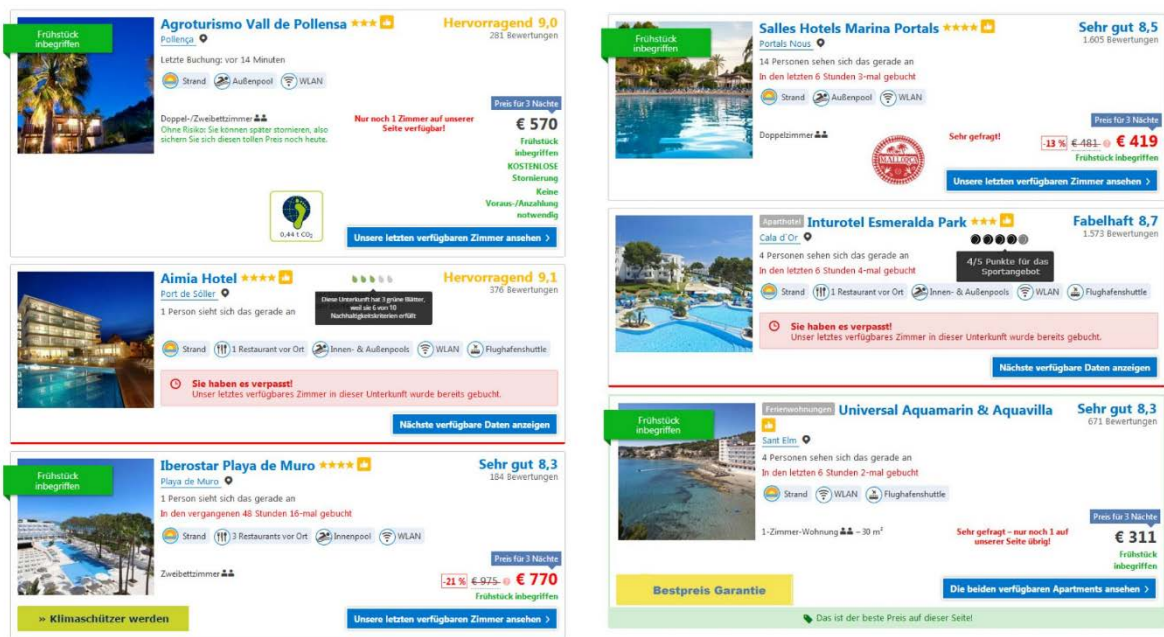 Frühstück
inbegriffen
Agroturismo Vall de Pollensa
Hervorragend 9,0
Pollença
281 Bewertungen
Letzte Buchung: vor 14 Minuten
Strand Außenpool WLAN
Preis für 3 Nächte
Doppel-/Zweibettzimmer
Ohne Risiko: Sie können später stornieren, also
sichern Sie sich diesen tollen Preis noch heute.
Nur noch 1 Zimmer auf unserer
Seite verfügbar!
€ 570
Frühstück
inbegriffen
KOSTENLOSE
Stornierung
Keine
Voraus-/Anzahlung
notwendig
0,44 t CO₂
Unsere letzten verfügbaren Zimmer ansehen >
Aimia Hotel
Hervorragend 9,1
Port de Sóller
376 Bewertungen
1 Person sieht sich das gerade an
Diese Unterkunft hat 3 grüne Blätter,
weil sie 6 von 10
Nachhaltigkeitskriterien erfüllt
Strand 1 Restaurant vor Ort Innen- & Außenpools WLAN Flughafenshuttle
Sie haben es verpasst!
Unser letztes verfügbares Zimmer in dieser Unterkunft wurde bereits gebucht.
Nächste verfügbare Daten anzeigen
Frühstück
inbegriffen
Iberostar Playa de Muro
Sehr gut 8,3
Playa de Muro
184 Bewertungen
1 Person sieht sich das gerade an
In den vergangenen 48 Stunden 16-mal gebucht
Strand 3 Restaurants vor Ort Innenpool WLAN
Preis für 3 Nächte
Zweibettzimmer
-21 % € 975 € 770
Frühstück inbegriffen
» Klimaschützer werden
Unsere letzten verfügbaren Zimmer ansehen >
Frühstück
inbegriffen
Salles Hotels Marina Portals
Sehr gut 8,5
Portals Nous
1.605 Bewertungen
14 Personen sehen sich das gerade an
In den letzten 6 Stunden 3-mal gebucht
Strand Außenpool WLAN
Preis für 3 Nächte
Doppelzimmer
MALLORCA
Sehr gefragt!
-13 % € 481 € 419
Frühstück inbegriffen
Unsere letzten verfügbaren Zimmer ansehen >
Aparthotel Inturotel Esmeralda Park
Fabelhaft 8,7
Cala d´Or
1.573 Bewertungen
4 Personen sehen sich das gerade an
4/5 Punkte für das
Sportangebot
In den letzten 6 Stunden 4-mal gebucht
Strand 1 Restaurant vor Ort Innen- & Außenpools WLAN Flughafenshuttle
Sie haben es verpasst!
Unser letztes verfügbares Zimmer in dieser Unterkunft wurde bereits gebucht.
Nächste verfügbare Daten anzeigen
Frühstück
inbegriffen
Ferienwohnungen Universal Aquamarin & Aquavilla
Sehr gut 8,3
671 Bewertungen
Sant Elm
4 Personen sehen sich das gerade an
In den letzten 6 Stunden 2-mal gebucht
Strand WLAN Flughafenshuttle
Preis für 3 Nächte
1-Zimmer-Wohnung – 30 m²
Sehr gefragt – nur noch 1 auf
unserer Seite übrig!
€ 311
Frühstück
inbegriffen
Bestpreis Garantie
Die beiden verfügbaren Apartments ansehen >
Das ist der beste Preis auf dieser Seite!